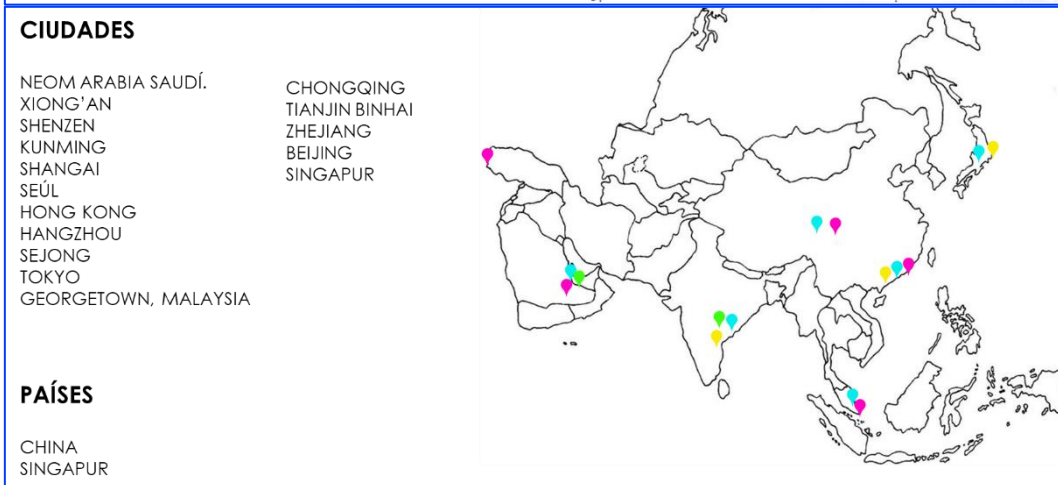 CIUDADES
NEOM ARABIA SAUDÍ.
XIONG'AN
SHENZEN
KUNMING
SHANGAI
SEÚL
HONG KONG
HANGZHOU
SEJONG
TOKYO
GEORGETOWN, MALAYSIA
CHONGQING
TIANJIN BINHAI
ZHEJIANG
BEIJING
SINGAPUR
PAÍSES
CHINA
SINGAPUR